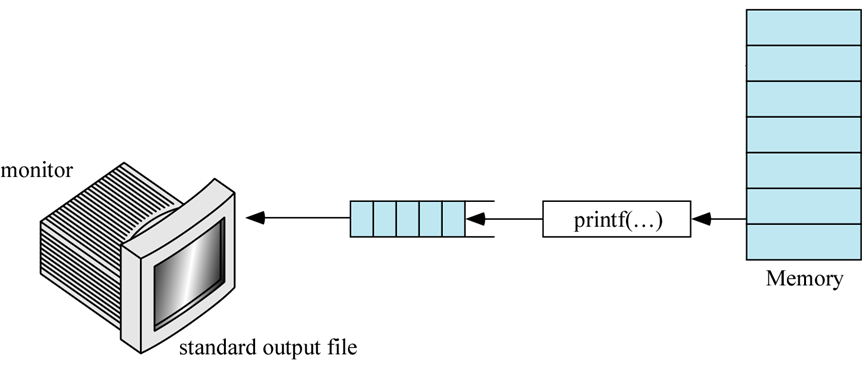 monitor
printf(…)
Memory
standard output file